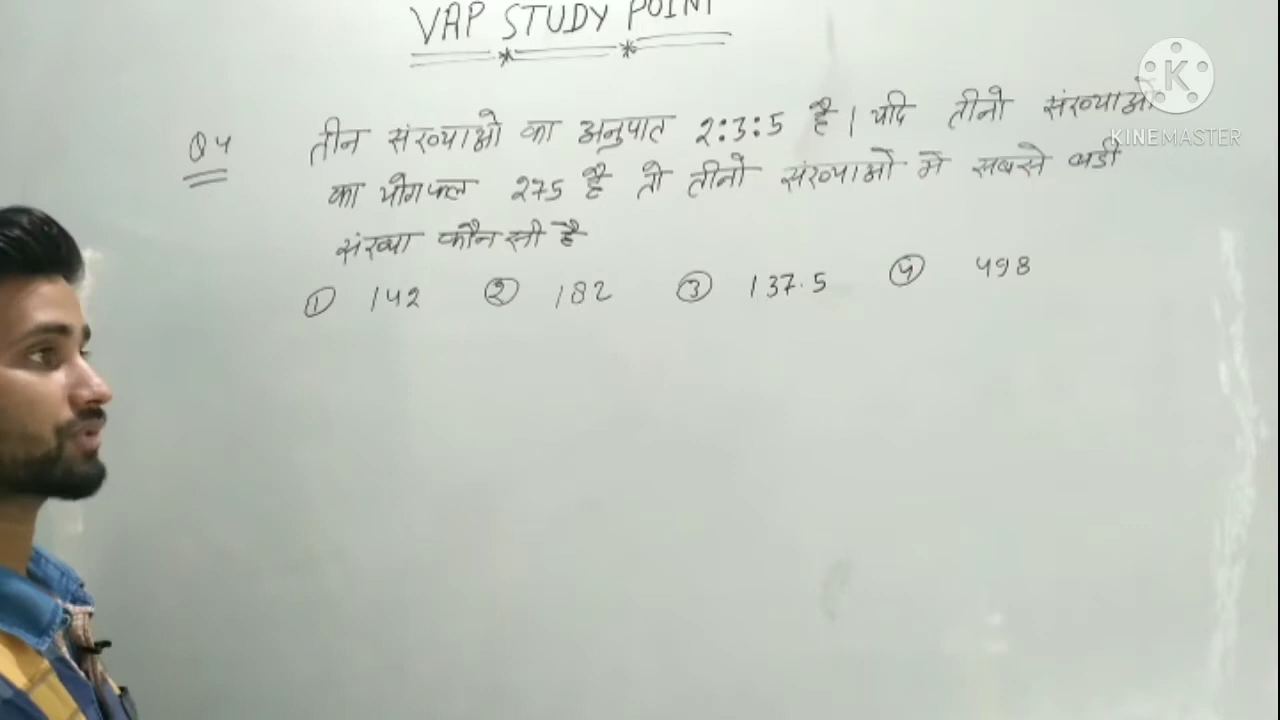 VAP STUDY POINT
Q4 तीन संख्याओ का अनुपात 2:3:5 है | यदि तीनो संख्याओ
का योगफल 275 है तो तीनो संख्याओ मे सबसे बडी
संख्या कौन सी है
① 142 ② 182 ③ 137.5 ④ 498
K
KINEMASTER